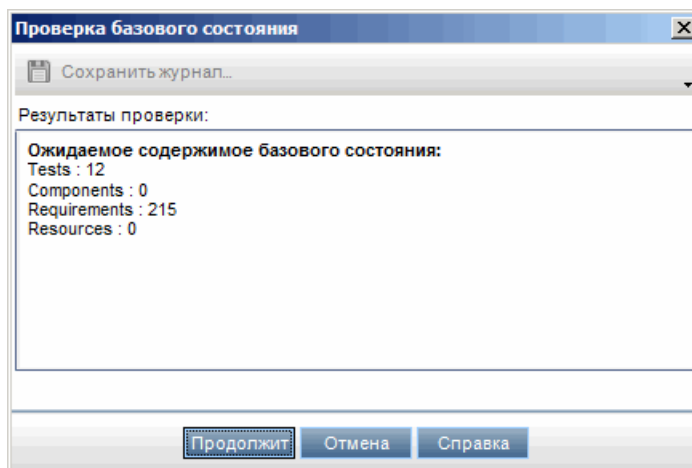 Проверка базового состояния
Сохранить журнал...
Результаты проверки:
Ожидаемое содержимое базового состояния:
Tests : 12
Components : 0
Requirements : 215
Resources : 0
Продолжит Отмена Справка